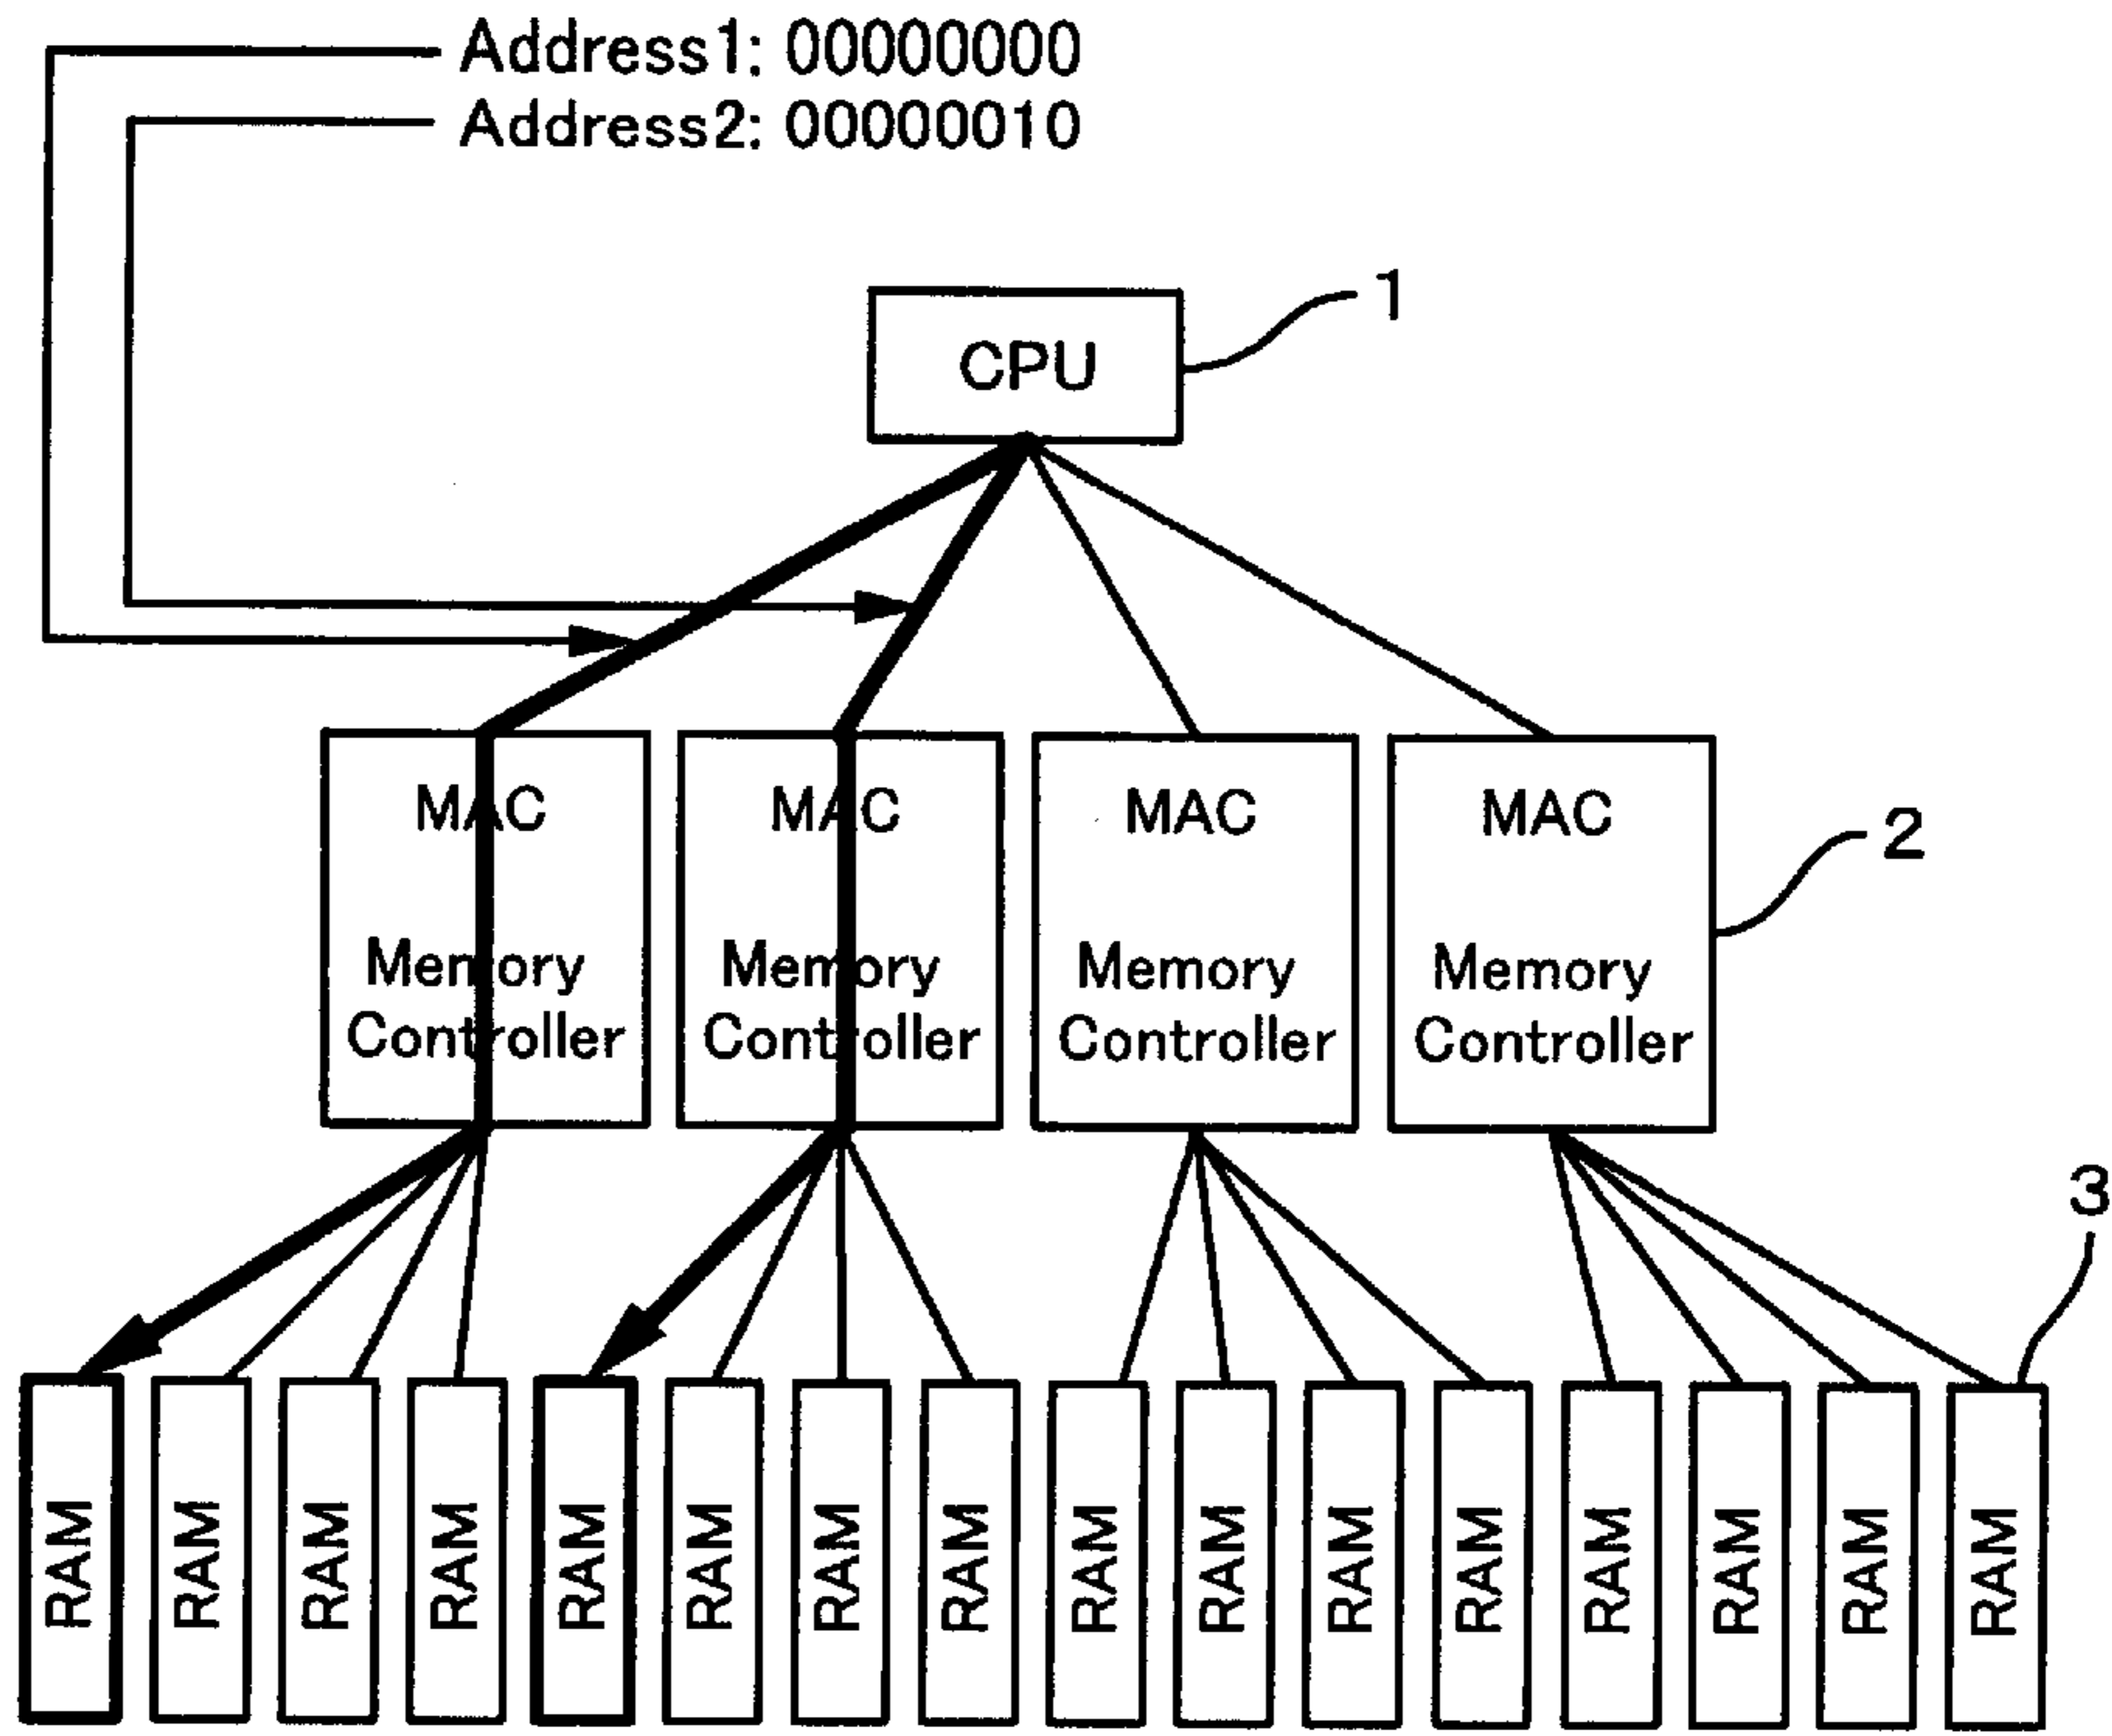 Address1: 00000000
Address2: 00000010
1
CPU
MAC MAC MAC MAC
2
Memory Memory Memory Memory
Controller Controller Controller Controller
3
RAM RAM RAM RAM RAM RAM RAM RAM RAM RAM RAM RAM RAM RAM RAM RAM